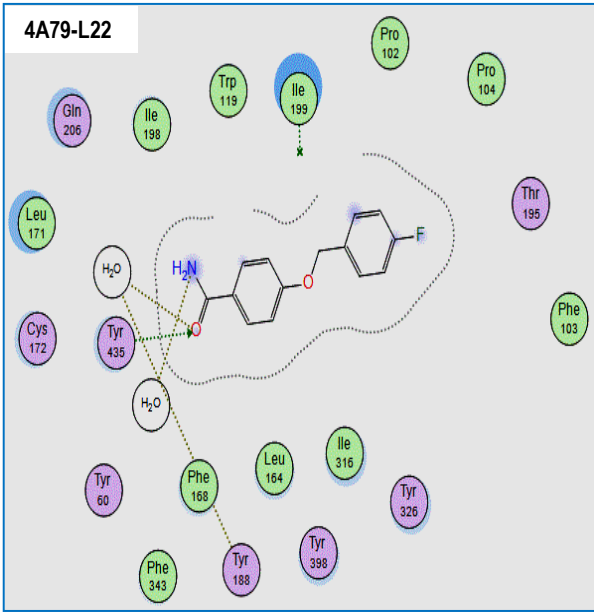 4A79-L22
Pro
102
Pro
104
Trp
119
Ile
199
Gln
206
Ile
198
Thr
195
Leu
171
H₂O
H₂N
F
O
O
Phe
103
Cys
172
Tyr
435
H₂O
Tyr
60
Phe
168
Leu
164
Ile
316
Tyr
326
Phe
343
Tyr
188
Tyr
398